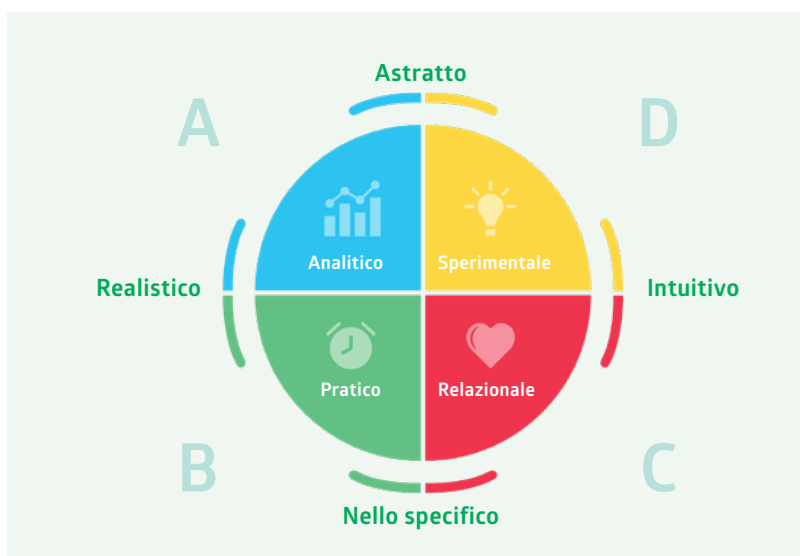 Astratto
A
D
Analitico
Sperimentale
Realistico
Intuitivo
Pratico
Relazionale
B
C
Nello specifico